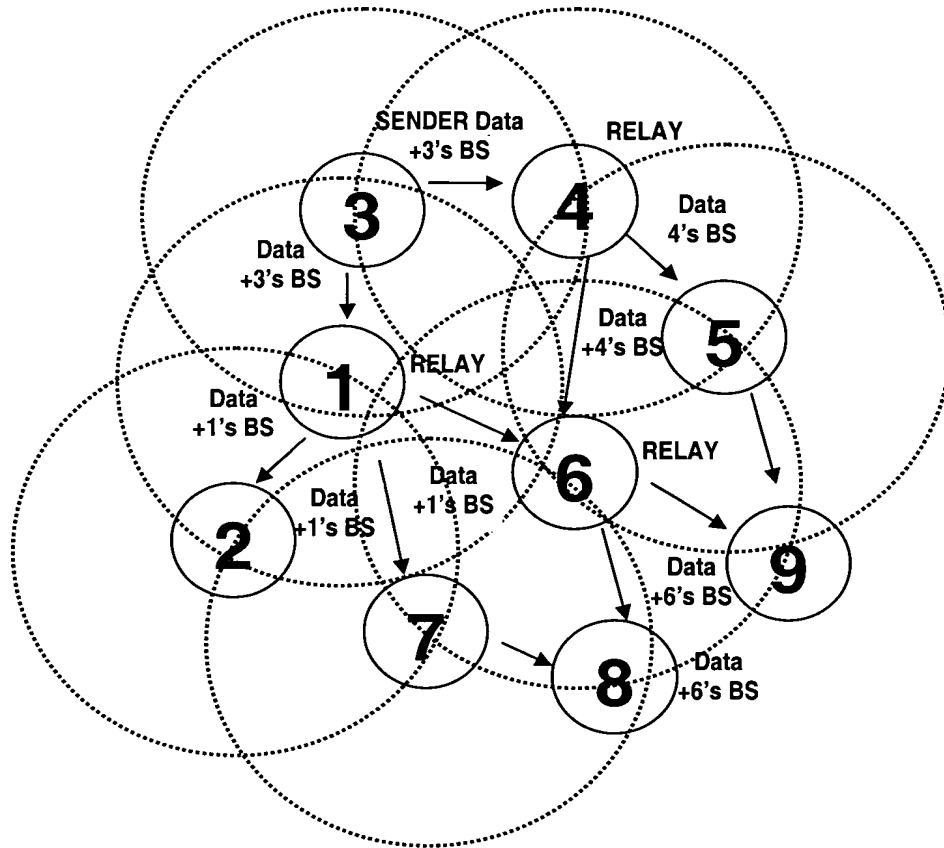 SENDER Data
+3's BS
RELAY
3
4
Data
4's BS
Data
+3's BS
Data
+4's BS
5
1
RELAY
Data
+1's BS
6
RELAY
Data
+1's BS
Data
+1's BS
2
9
Data
+6's BS
7
8
Data
+6's BS